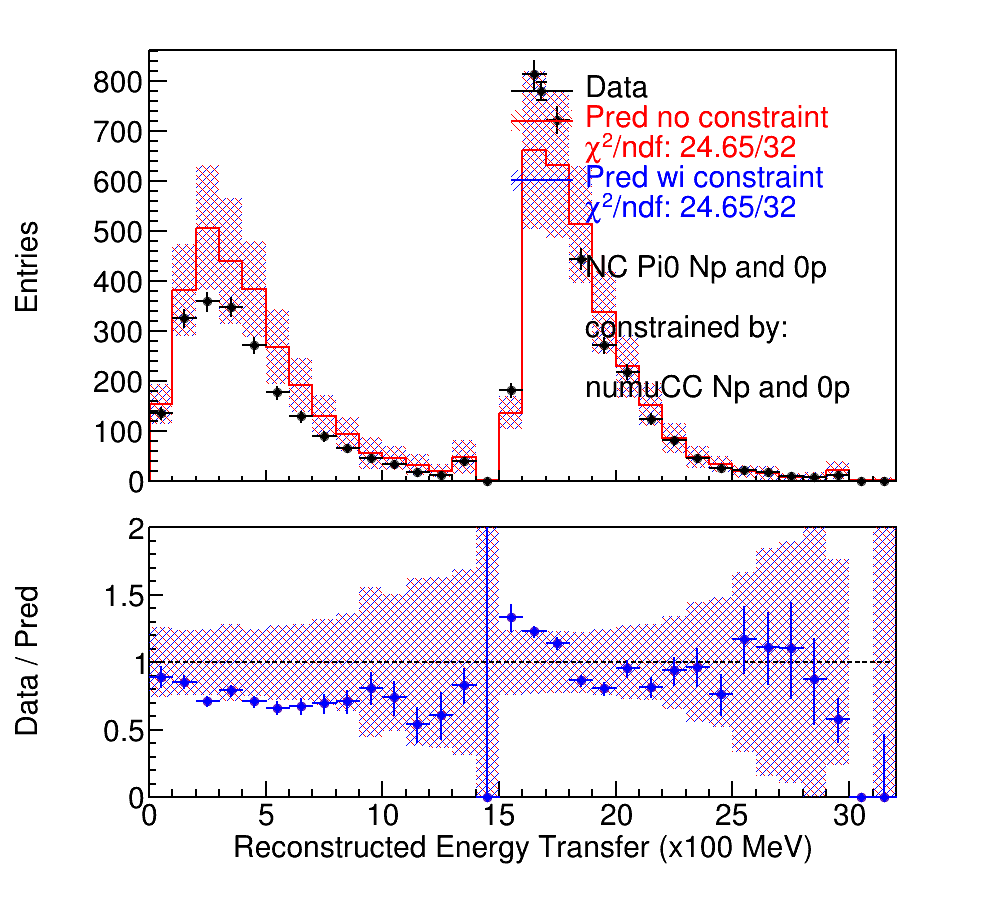 800
700
600
500
400
300
200
100
0
Entries
Data
Pred no constraint
χ²/ndf: 24.65/32
Pred wi constraint
χ²/ndf: 24.65/32
NC Pi0 Np and 0p
constrained by:
numuCC Np and 0p
2
1.5
1
0.5
0
Data / Pred
0 5 10 15 20 25 30
Reconstructed Energy Transfer (x100 MeV)